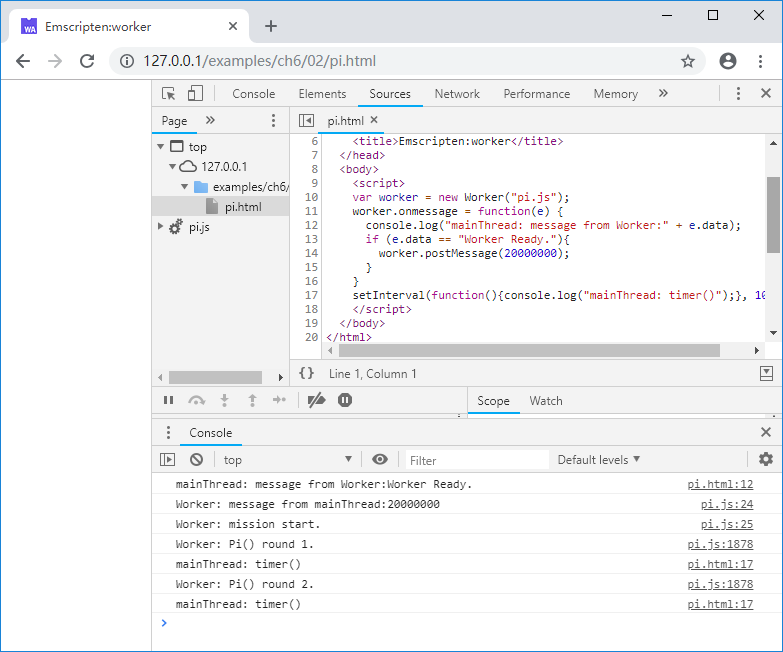 WA Emscripten:worker
127.0.0.1/examples/ch6/02/pi.html
Console Elements Sources Network Performance Memory
Page pi.html
top
127.0.0.1
examples/ch6/
pi.html
pi.js
6 <title>Emscripten:worker</title>
7 </head>
8 <body>
9 <script>
10 var worker = new Worker("pi.js");
11 worker.onmessage = function(e) {
12 console.log("mainThread: message from Worker:" + e.data);
13 if (e.data == "Worker Ready."){
14 worker.postMessage(20000000);
15 }
16 }
17 setInterval(function(){console.log("mainThread: timer()");}, 10
18 </script>
19 </body>
20 </html>
{} Line 1, Column 1
Scope Watch
Console
top Filter Default levels
mainThread: message from Worker:Worker Ready. pi.html:12
Worker: message from mainThread:20000000 pi.js:24
Worker: mission start. pi.js:25
Worker: Pi() round 1. pi.js:1878
mainThread: timer() pi.html:17
Worker: Pi() round 2. pi.js:1878
mainThread: timer() pi.html:17